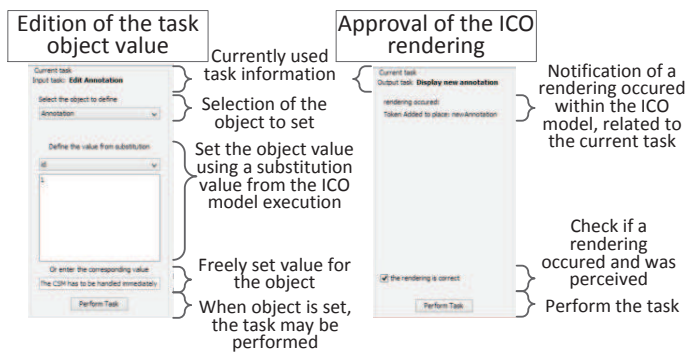 Edition of the task
object value
Approval of the ICO
rendering
Currently used
task information
Selection of the
object to set
Set the object value
using a substitution
value from the ICO
model execution
Freely set value for
the object
When object is set,
the task may be
performed
Current task
Input task: Edit Annotation
Select the object to define
Annotation
Define the value from substitution
id
1
Or enter the corresponding value
The CSM has to be handled immediately
Perform Task
Current task
Output task: Display new annotation
rendering occured:
Token Added to place: newAnnotation
the rendering is correct
Perform Task
Notification of a
rendering occured
within the ICO
model, related to
the current task
Check if a
rendering
occured and was
perceived
Perform the task